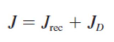 J = J_rec + J_D